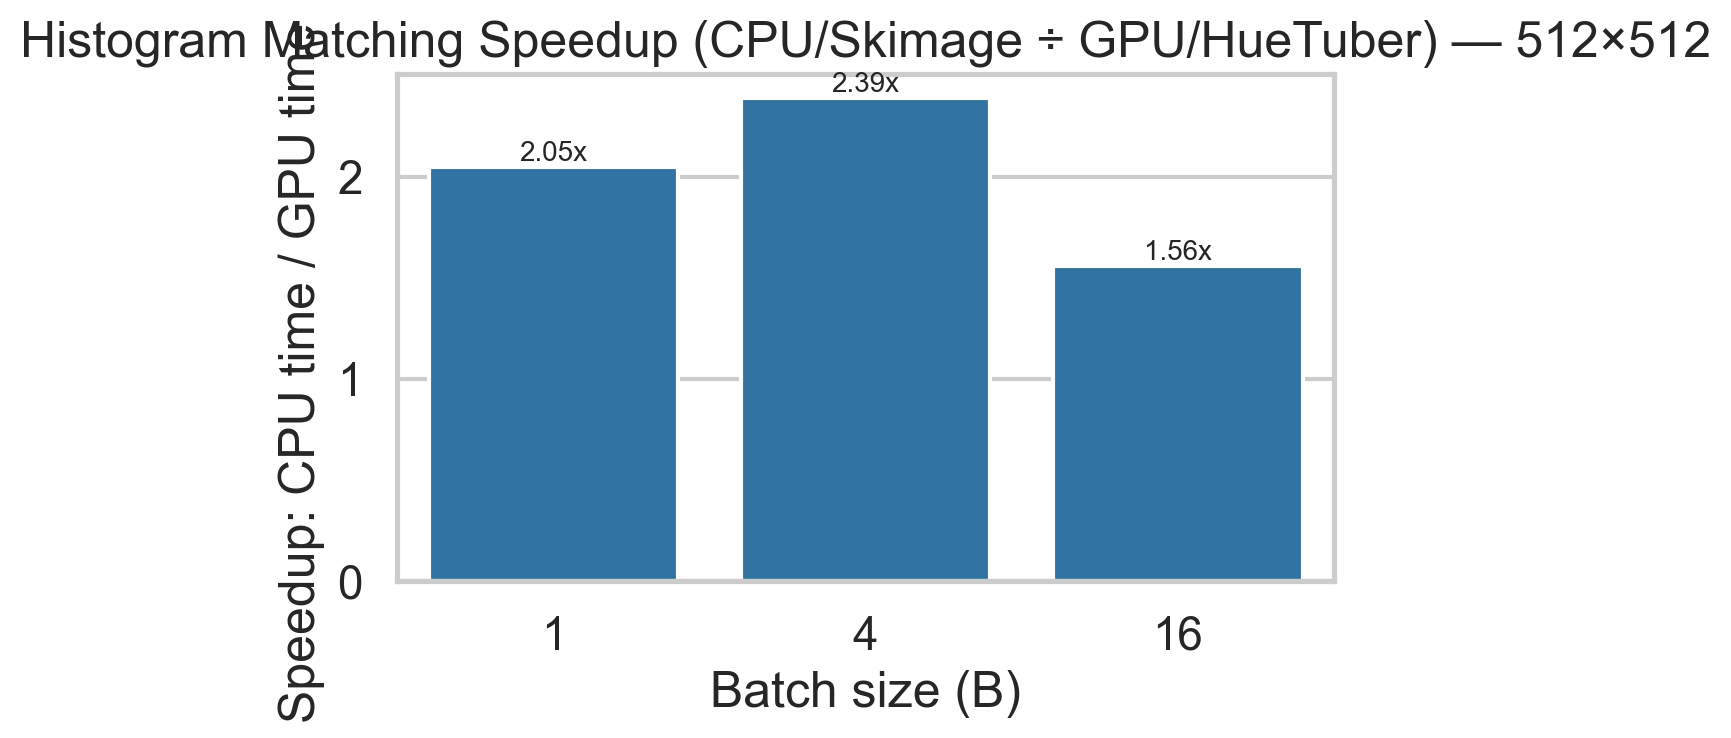 Histogram Matching Speedup (CPU/Skimage ÷ GPU/HueTuber) — 512×512
Speedup: CPU time / GPU time
2.39x
2.05x
2
1.56x
1
0
1
4
16
Batch size (B)